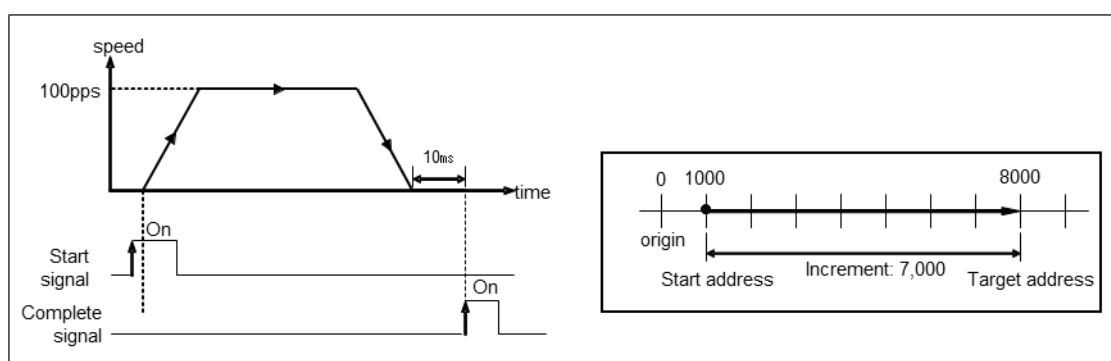 speed
100pps
10ms
time
On
Start
signal
On
Complete
signal
0 1000 8000
origin
Increment: 7,000
Start address Target address